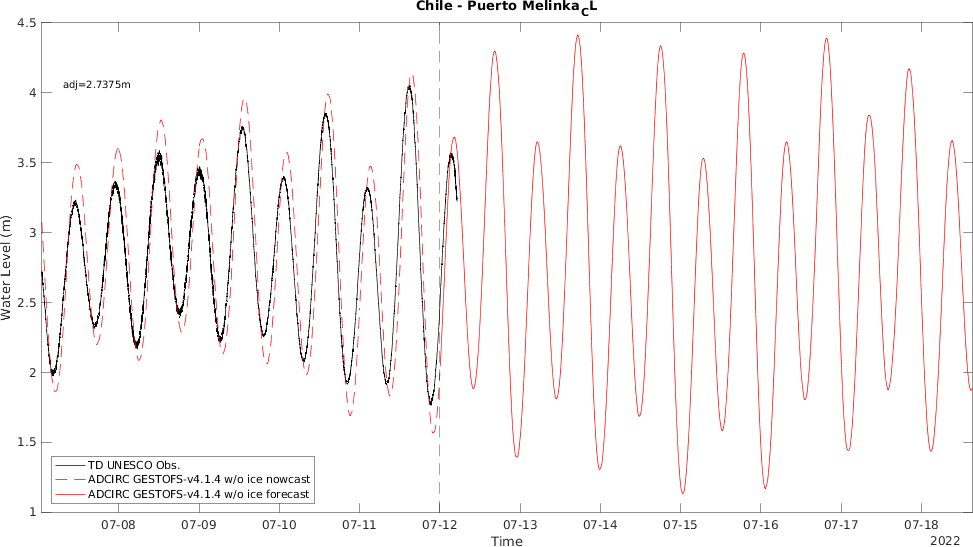 Chile - Puerto MelinkaCL
4.5
adj=2.7375m
4
3.5
3
2.5
2
1.5
1
Water Level (m)
TD UNESCO Obs.
ADCIRC GESTOFS-v4.1.4 w/o ice nowcast
ADCIRC GESTOFS-v4.1.4 w/o ice forecast
07-08 07-09 07-10 07-11 07-12 07-13 07-14 07-15 07-16 07-17 07-18
Time
2022